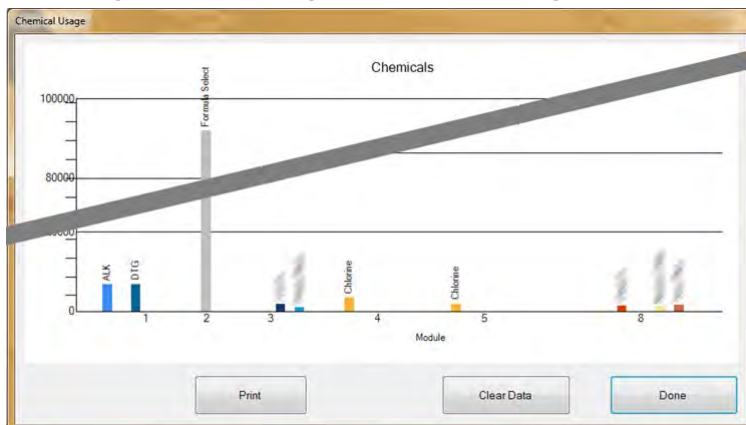 Chemical Usage
Chemicals
100000
80000
0
ALK
DTG
Formula Select
Chlorine
Chlorine
1
2
3
4
5
8
Module
Print
Clear Data
Done